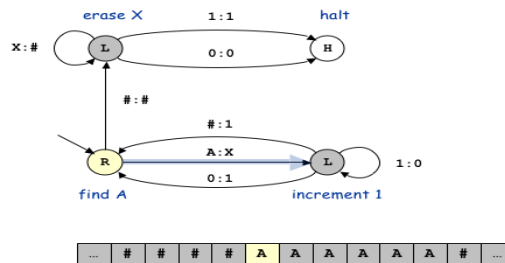 erase X 1:1 halt
X:# L H
0:0
#:#
#:1
R A:X L 1:0
0:1
find A increment 1
... # # # # A A A A A A # ...